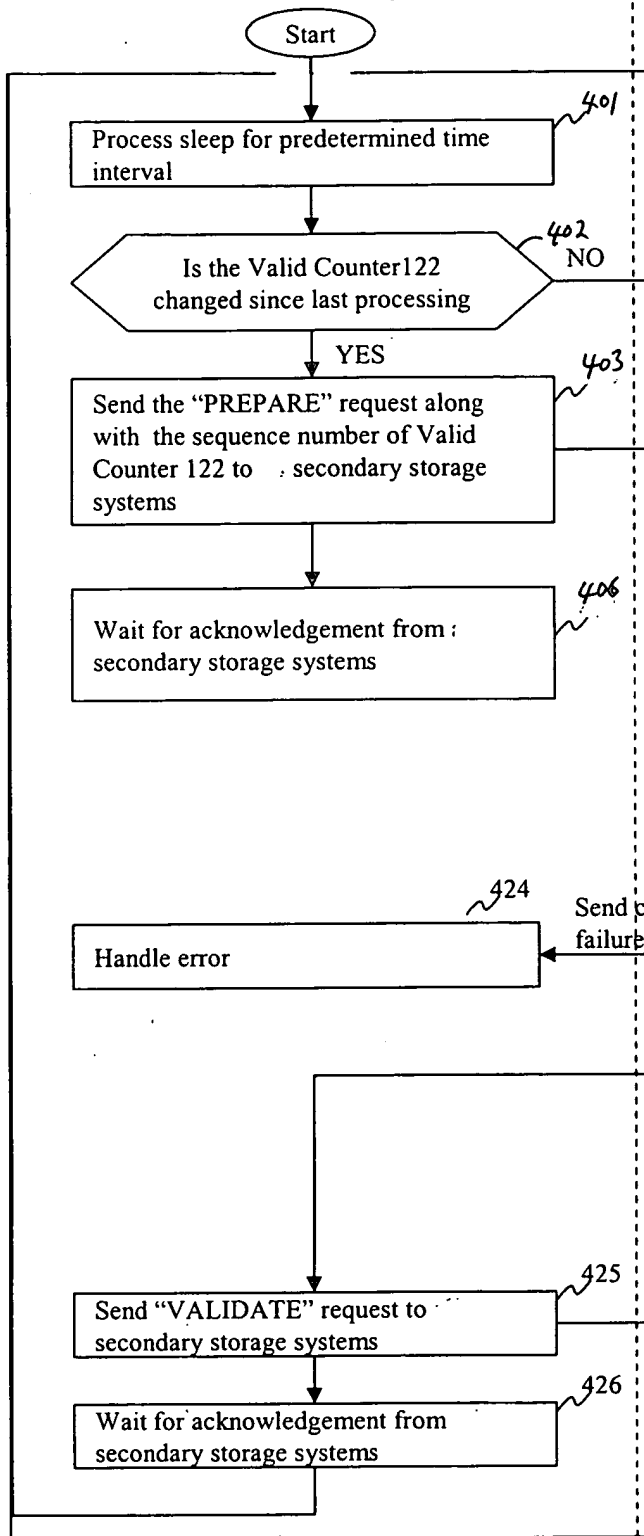 Start
401
Process sleep for predetermined time
interval
402
Is the Valid Counter122
changed since last processing
NO
YES
403
Send the “PREPARE” request along
with the sequence number of Valid
Counter 122 to secondary storage
systems
406
Wait for acknowledgement from
secondary storage systems
424
Send
failure
Handle error
425
Send “VALIDATE” request to
secondary storage systems
426
Wait for acknowledgement from
secondary storage systems